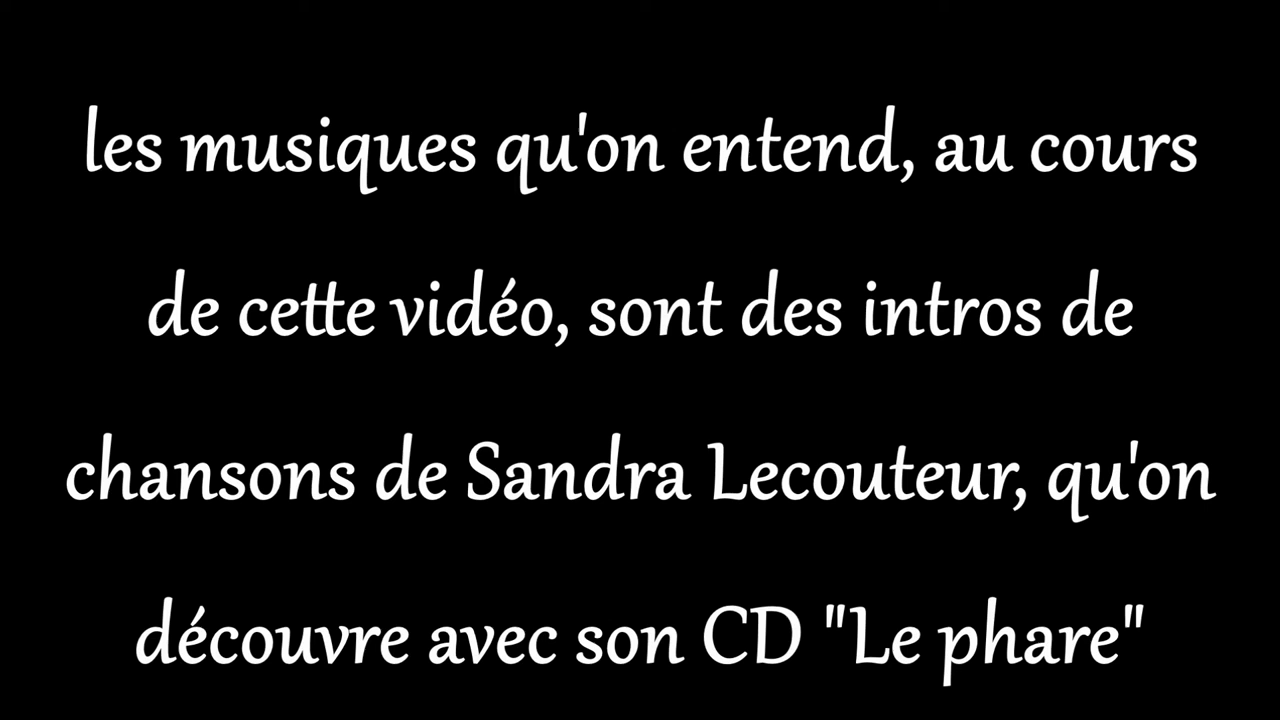 les musiques qu'on entend, au cours
de cette vidéo, sont des intros de
chansons de Sandra Lecouteur, qu'on
découvre avec son CD "Le phare"